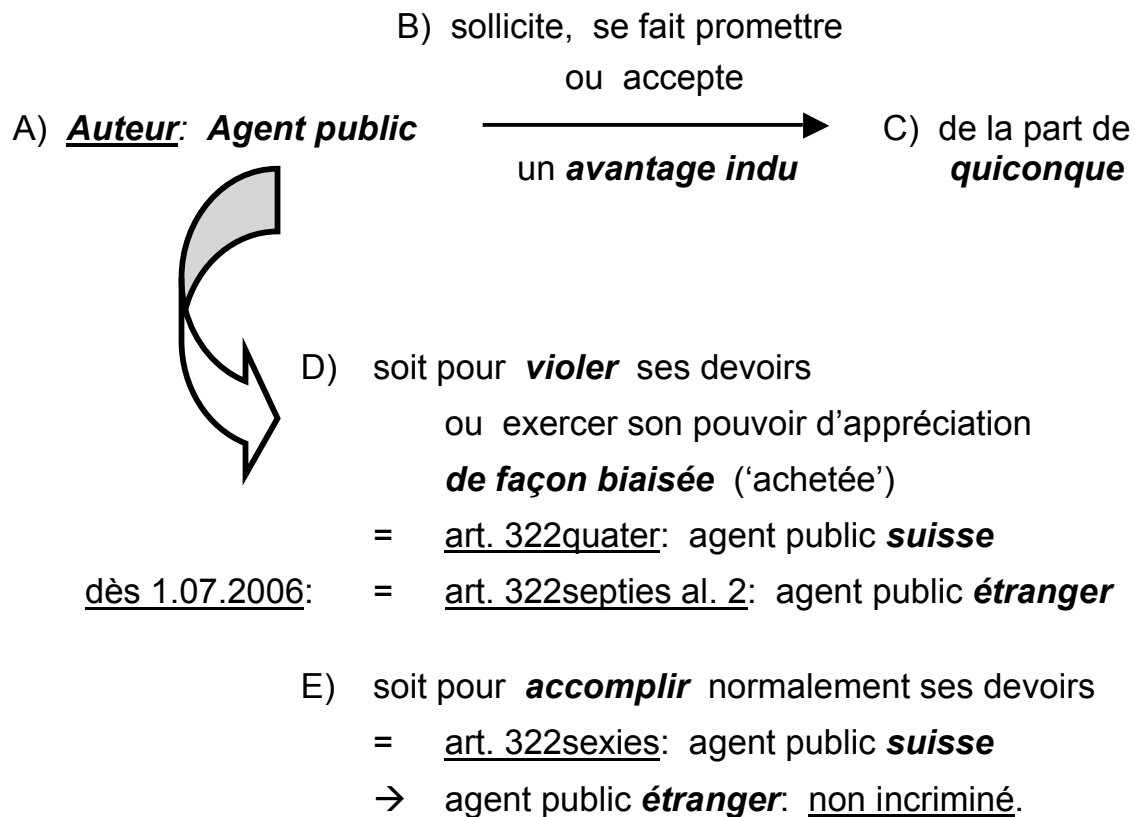 B) sollicite, se fait promettre
ou accepte
A) Auteur: Agent public
C) de la part de
un avantage indu
quiconque
D) soit pour violer ses devoirs
ou exercer son pouvoir d’appréciation
de façon biaisée (‘achetée’)
= art. 322quater: agent public suisse
dès 1.07.2006: = art. 322septies al. 2: agent public étranger
E) soit pour accomplir normalement ses devoirs
= art. 322sexies: agent public suisse
→ agent public étranger: non incriminé.